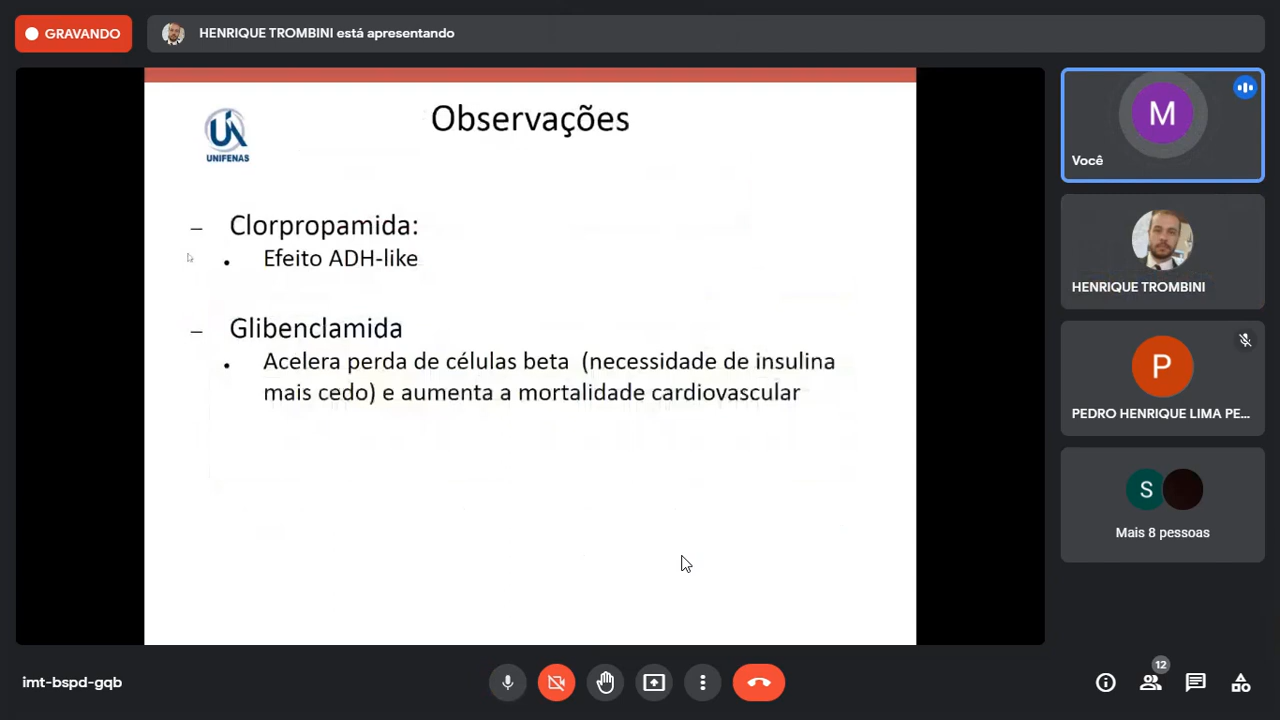 GRAVANDO
HENRIQUE TROMBINI está apresentando
UNIFENAS
Observações
– Clorpropamida:
• Efeito ADH-like
– Glibenclamida
• Acelera perda de células beta (necessidade de insulina
mais cedo) e aumenta a mortalidade cardiovascular
M
Você
HENRIQUE TROMBINI
P
PEDRO HENRIQUE LIMA PE...
S
Mais 8 pessoas
imt-bspd-gqb
12